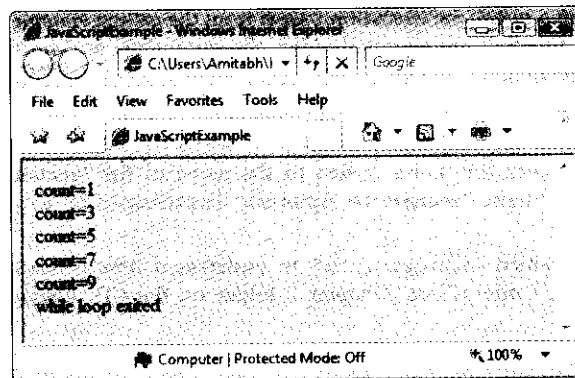 JavaScriptExample - Windows Internet Explorer
C:\Users\Amitabh\I
Google
File Edit View Favorites Tools Help
JavaScriptExample
count=1
count=3
count=5
count=7
count=9
while loop exited
Computer | Protected Mode: Off
100%